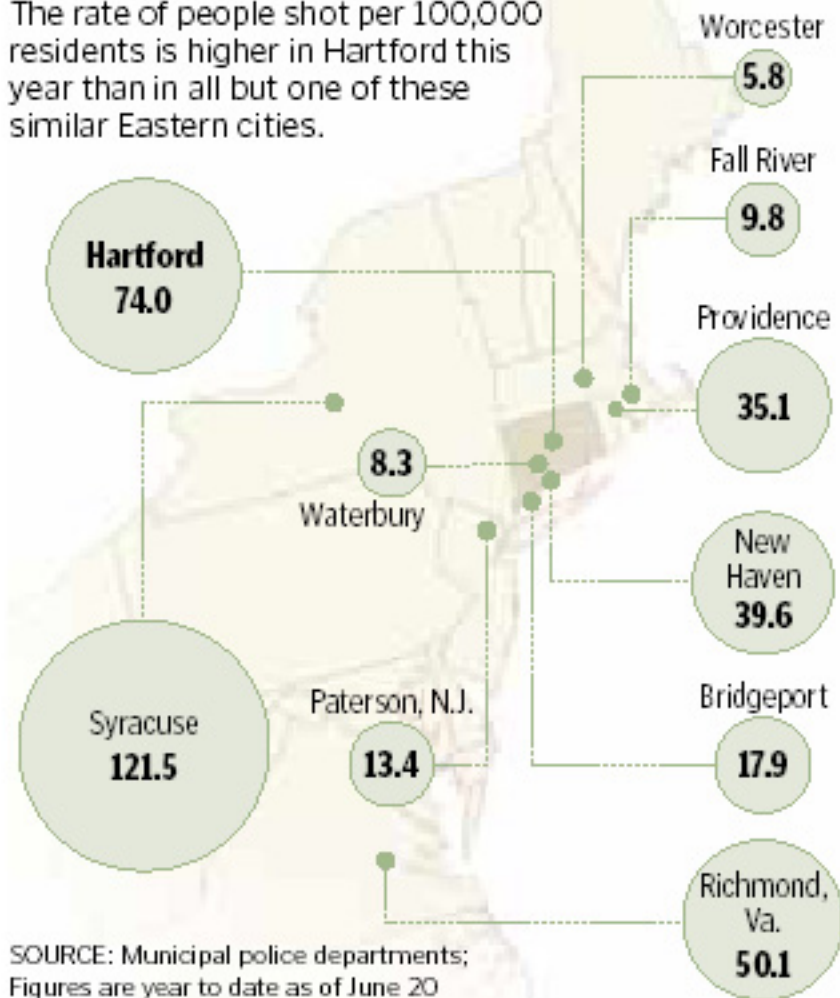 The rate of people shot per 100,000
residents is higher in Hartford this
year than in all but one of these
similar Eastern cities.
Worcester
5.8
Fall River
9.8
Hartford
74.0
Providence
35.1
8.3
Waterbury
New
Haven
39.6
Syracuse
121.5
Paterson, N.J.
13.4
Bridgeport
17.9
Richmond,
Va.
50.1
SOURCE: Municipal police departments;
Figures are year to date as of June 20